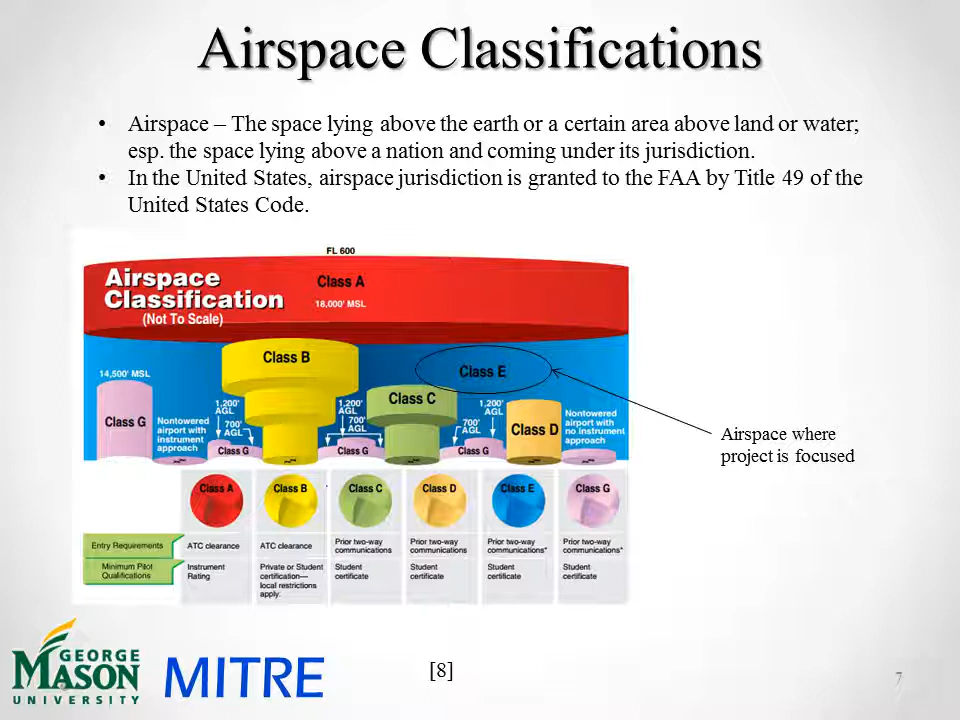 Airspace Classifications
• Airspace – The space lying above the earth or a certain area above land or water;
esp. the space lying above a nation and coming under its jurisdiction.
• In the United States, airspace jurisdiction is granted to the FAA by Title 49 of the
United States Code.
FL 600
Airspace
Classification
(Not To Scale)
Class A
18,000' MSL
Class B
Class E
14,500' MSL
Class C
Class G
Nontowered
airport with
instrument
approach
1,200'
AGL
700'
AGL
Class G
1,200'
AGL
700'
AGL
Class G
700'
AGL
1,200'
AGL
Class G
Class D
Nontowered
airport with
no instrument
approach
Airspace where
project is focused
Class A
Class B
Class C
Class D
Class E
Class G
Entry Requirements
ATC clearance
ATC clearance
Prior two-way
communications
Prior two-way
communications
Prior two-way
communications*
Prior two-way
communications*
Minimum Pilot
Qualifications
Instrument
Rating
Private or Student
certification—
local restrictions
apply.
Student
certificate
Student
certificate
Student
certificate
Student
certificate
GEORGE
MASON
UNIVERSITY
MITRE
[8]
7